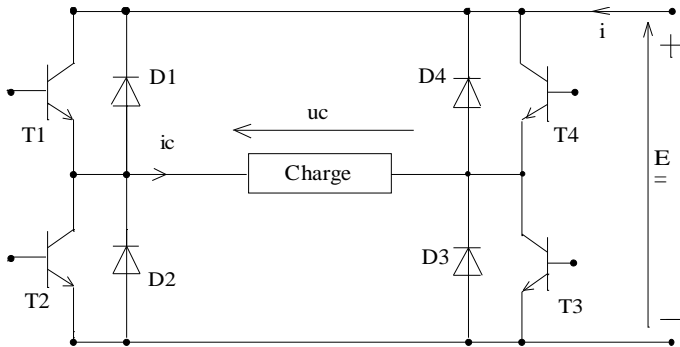 i
+
D1
D4
uc
T1
ic
T4
Charge
E
=
D2
D3
T2
T3
−